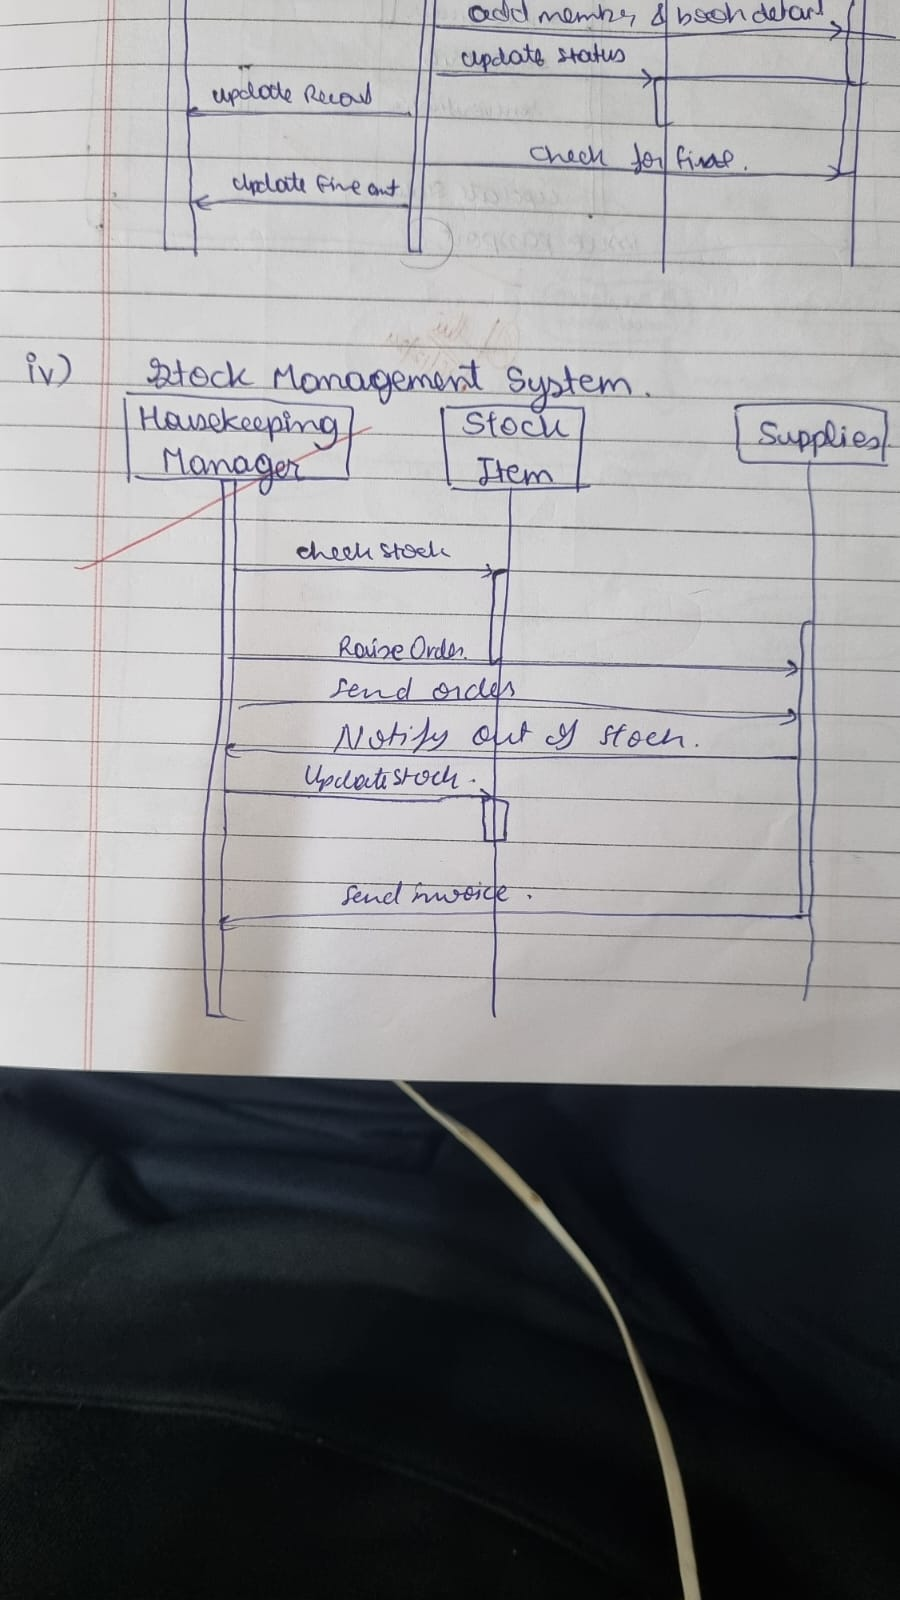 add member & book detail
update status
update Record
check for fine.
update fine amt
iv) Stock Management System.
Housekeeping
Manager
Stock
Item
Supplies
check stock
Raise Order
send order
Notify out of stock.
Update stock.
Send invoice.